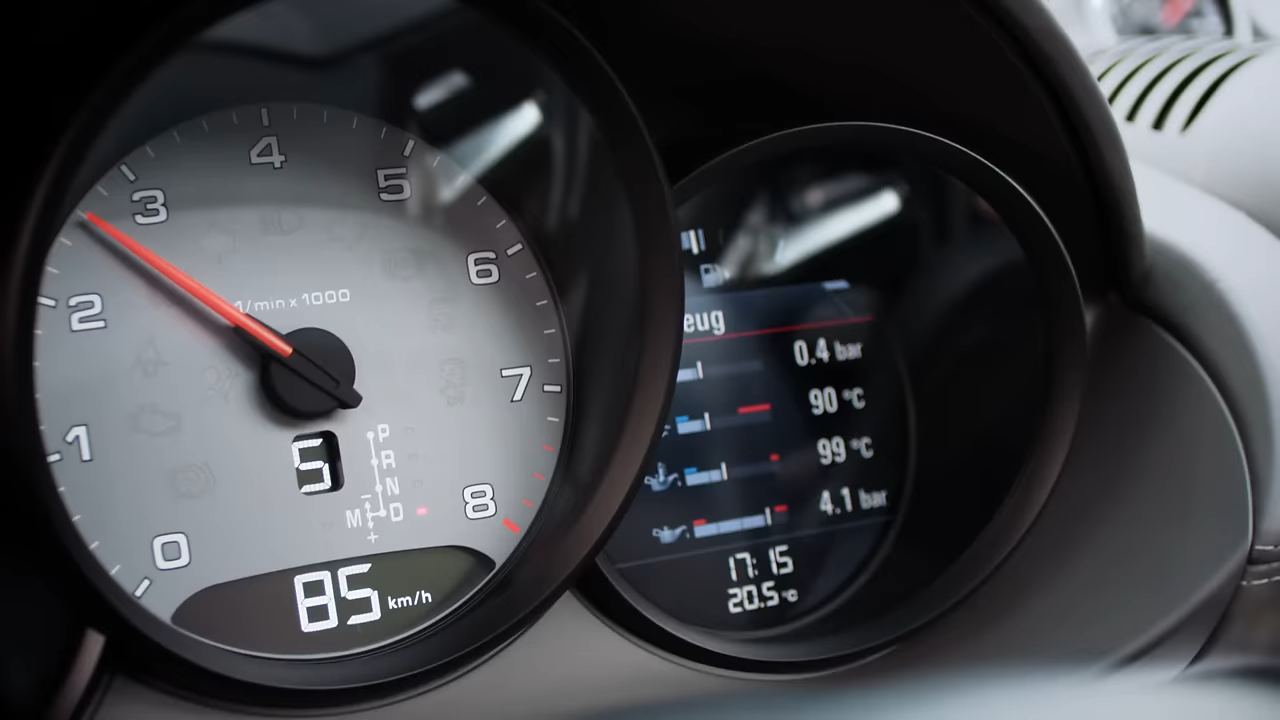 0
1
2
3
4
5
6
7
8
1/min x 1000
5
P
R
N
M D
-
+
85 km/h
eug
0.4 bar
90 °C
99 °C
4.1 bar
17:15
20.5 °C